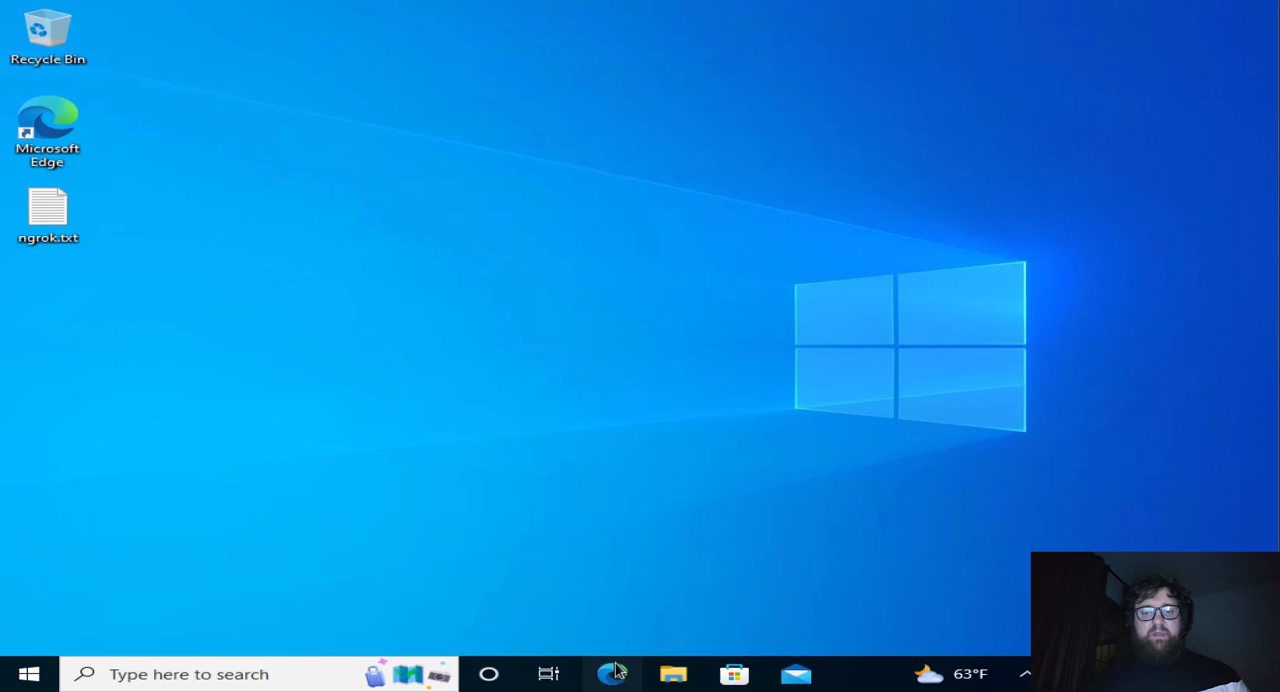 Recycle Bin
Microsoft
Edge
ngrok.txt
Type here to search
63°F